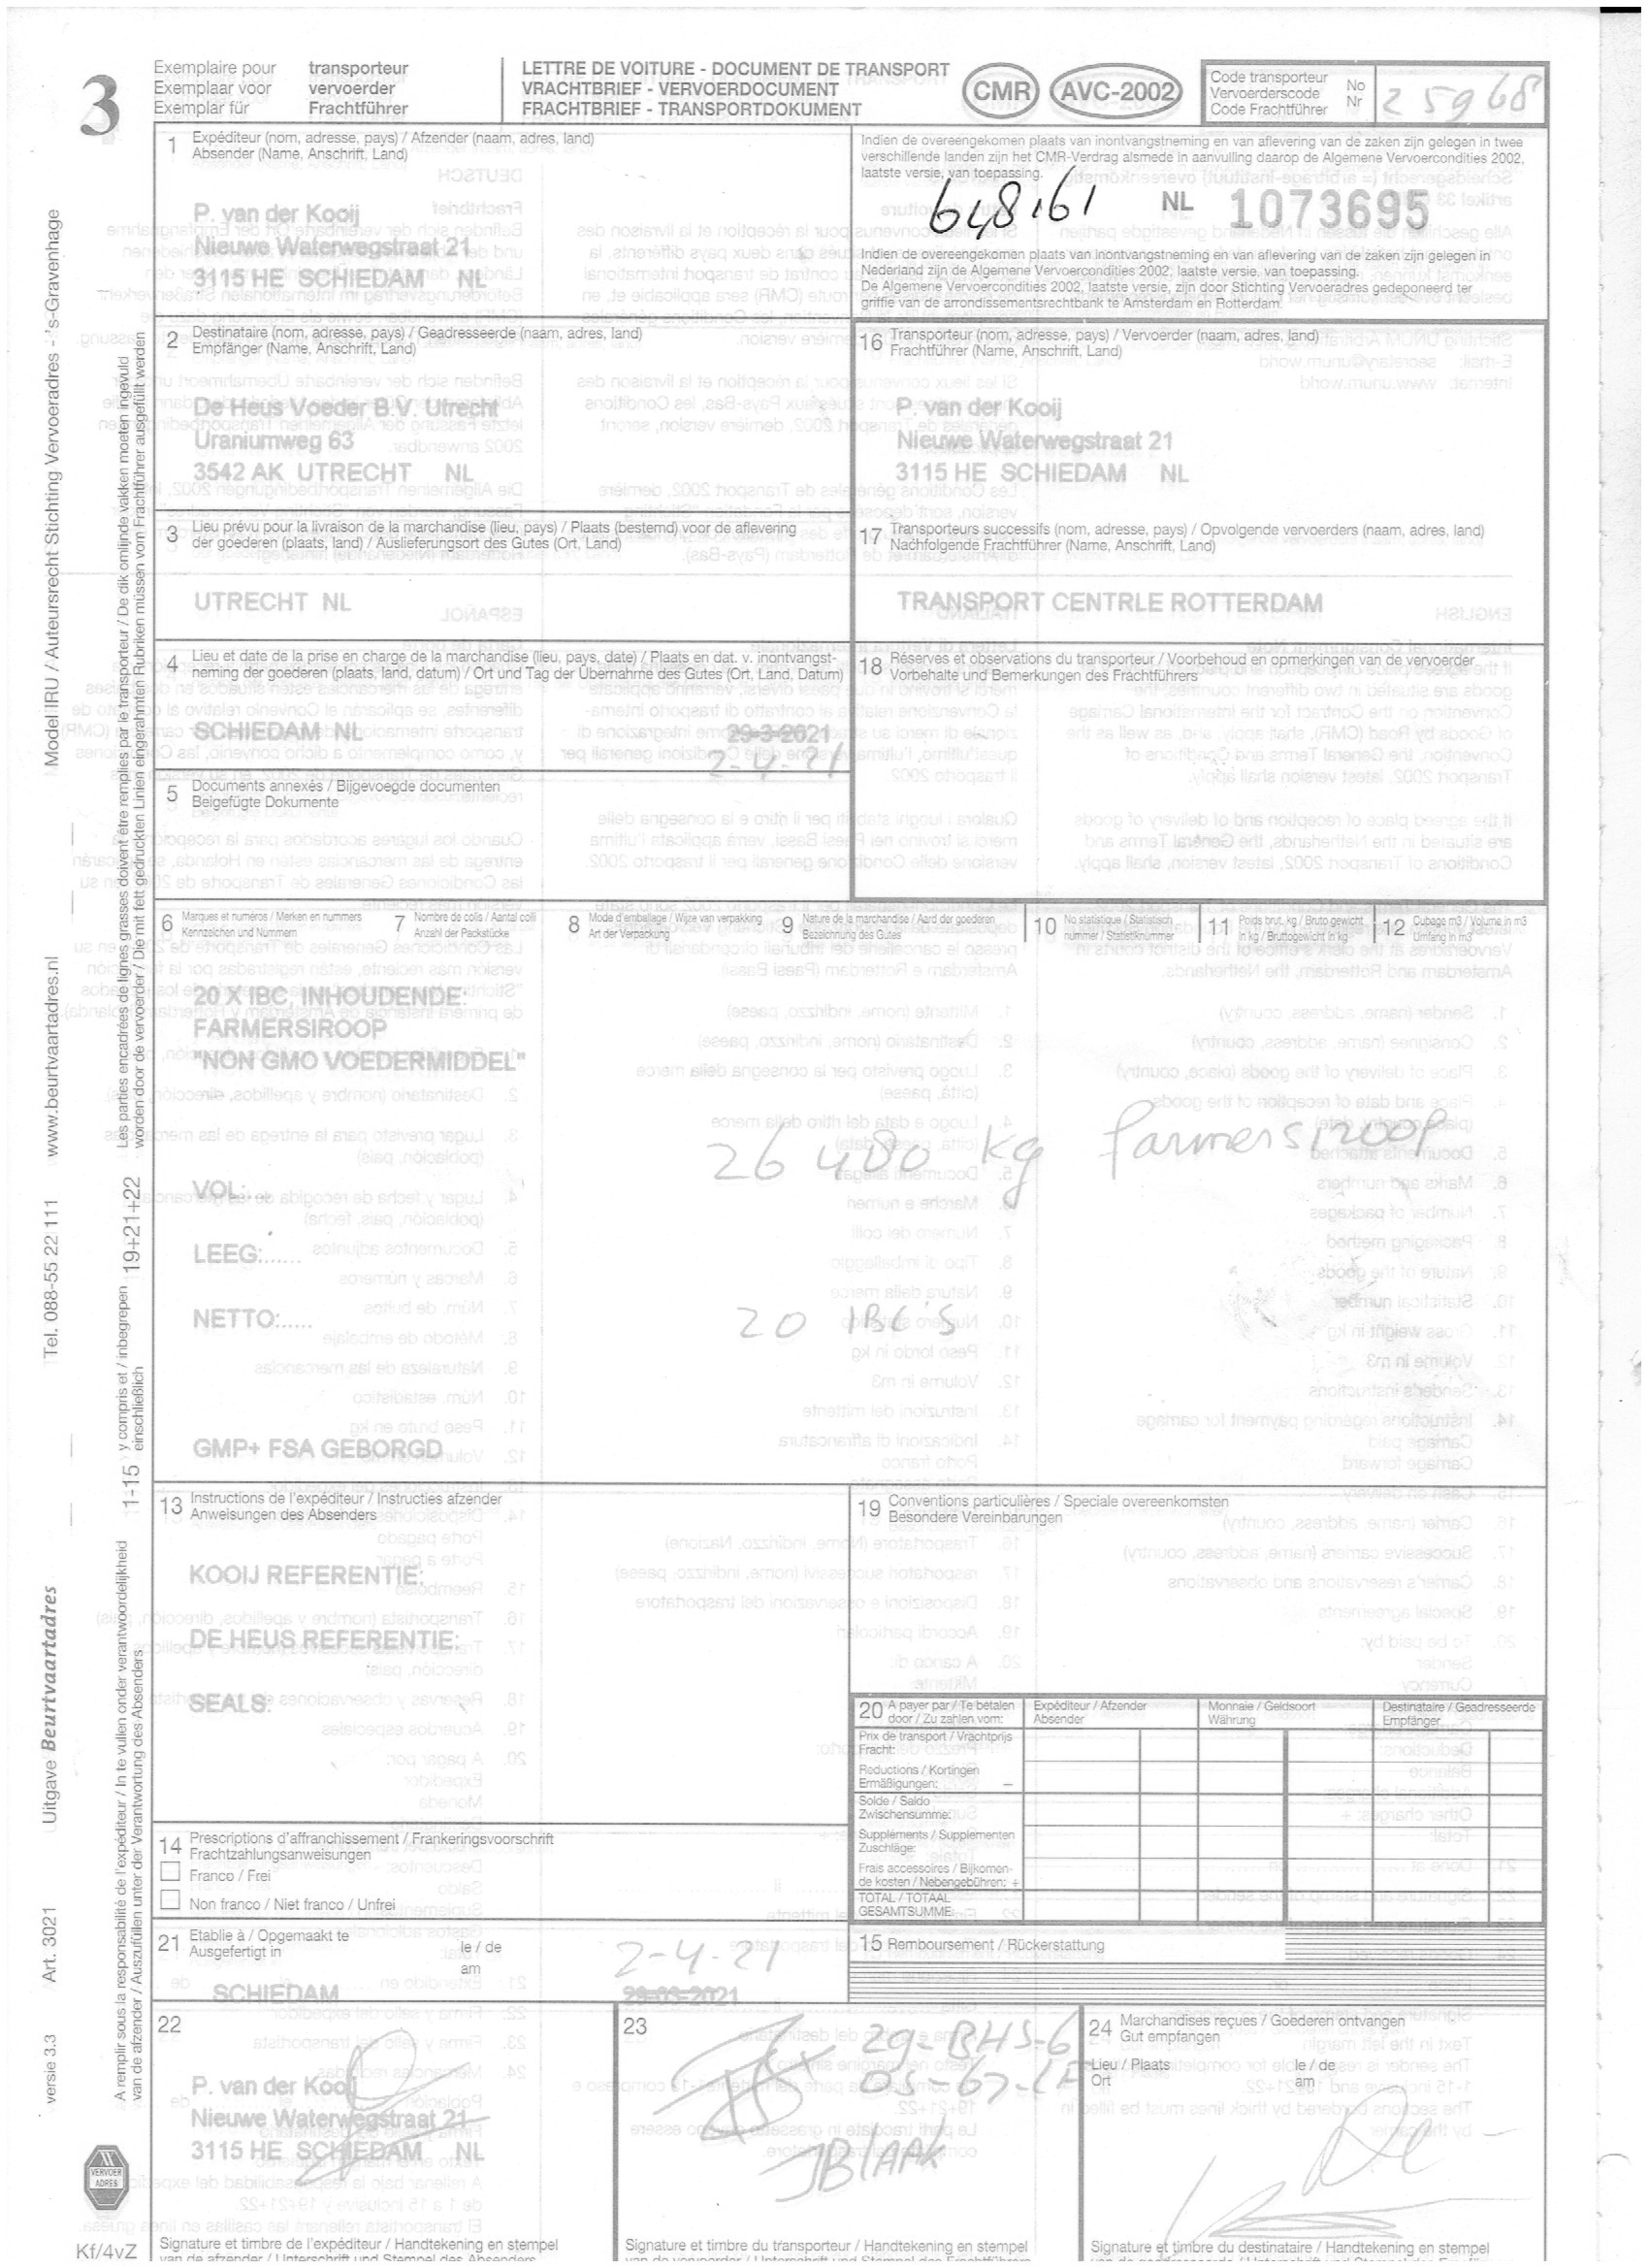 3
Exemplaire pour transporteur
Exemplaar voor vervoerder
Exemplar für Frachtführer
LETTRE DE VOITURE - DOCUMENT DE TRANSPORT
VRACHTBRIEF - VERVOERDOCUMENT
FRACHTBRIEF - TRANSPORTDOKUMENT
CMR AVC-2002
Code transporteur
Vervoerderscode
Code Frachtführer
No
Nr
25968
1 Expéditeur (nom, adresse, pays) / Afzender (naam, adres, land)
Absender (Name, Anschrift, Land)
P. van der Kooij
Nieuwe Waterwegstraat 21
3115 HE SCHIEDAM NL
Indien de overeengekomen plaats van inontvangstneming en van aflevering van de zaken zijn gelegen in twee
verschillende landen zijn het CMR-Verdrag alsmede in aanvulling daarop de Algemene Vervoercondities 2002,
laatste versie, van toepassing.
648161
NL 1073695
Indien de overeengekomen plaats van inontvangstneming en van aflevering van de zaken zijn gelegen in
Nederland zijn de Algemene Vervoercondities 2002, laatste versie, van toepassing.
De Algemene Vervoercondities 2002, laatste versie, zijn door Stichting Vervoeradres gedeponeerd ter
griffie van de arrondissementsrechtbank te Amsterdam en Rotterdam.
2 Destinataire (nom, adresse, pays) / Geadresseerde (naam, adres, land)
Empfänger (Name, Anschrift, Land)
De Heus Voeder B.V. Utrecht
Uraniumweg 63
3542 AK UTRECHT NL
16 Transporteur (nom, adresse, pays) / Vervoerder (naam, adres, land)
Frachtführer (Name, Anschrift, Land)
P. van der Kooij
Nieuwe Waterwegstraat 21
3115 HE SCHIEDAM NL
3 Lieu prévu pour la livraison de la marchandise (lieu, pays) / Plaats (bestemd) voor de aflevering
der goederen (plaats, land) / Auslieferungsort des Gutes (Ort, Land)
UTRECHT NL
17 Transporteurs successifs (nom, adresse, pays) / Opvolgende vervoerders (naam, adres, land)
Nachfolgende Frachtführer (Name, Anschrift, Land)
TRANSPORT CENTRLE ROTTERDAM
4 Lieu et date de la prise en charge de la marchandise (lieu, pays, date) / Plaats en dat. v. inontvangst-
neming der goederen (plaats, land, datum) / Ort und Tag der Übernahme des Gutes (Ort, Land, Datum)
SCHIEDAM NL 29-3-2021
2-4-21
18 Réserves et observations du transporteur / Voorbehoud en opmerkingen van de vervoerder
Vorbehalte und Bemerkungen des Frachtführers
5 Documents annexés / Bijgevoegde documenten
Beigefügte Dokumente
6 Marques et numéros / Merken en nummers
Kennzeichen und Nummern
7 Nombre de colis / Aantal colli
Anzahl der Packstücke
8 Mode d'emballage / Wijze van verpakking
Art der Verpackung
9 Nature de la marchandise / Aard der goederen
Bezeichnung des Gutes
10 No statistique / Statistisch
nummer / Statistiknummer
11 Poids brut, kg / Bruto gewicht
in kg / Bruttogewicht in kg
12 Cubage m3 / Volume in m3
Umfang in m3
20 X IBC, INHOUDENDE:
FARMERSIROOP
"NON GMO VOEDERMIDDEL"
26480 kg farmersiroop
VOL:...
LEEG:......
NETTO:.....
20 IBC'S
GMP+ FSA GEBORGD
13 Instructions de l'expéditeur / Instructies afzender
Anweisungen des Absenders
KOOIJ REFERENTIE:
DE HEUS REFERENTIE:
SEALS:
19 Conventions particulières / Speciale overeenkomsten
Besondere Vereinbarungen
20 A payer par / Te betalen
door / Zu zahlen vom:
Expéditeur / Afzender
Absender
Monnaie / Geldsoort
Währung
Destinataire / Geadresseerde
Empfänger
Prix de transport / Vrachtprijs
Fracht:
Reductions / Kortingen
Ermäßigungen: –
Solde / Saldo
Zwischensumme:
Suppléments / Supplementen
Zuschläge:
Frais accessoires / Bijkomen-
de kosten / Nebengebühren: +
TOTAL / TOTAAL
GESAMTSUMME:
14 Prescriptions d'affranchissement / Frankeringsvoorschrift
Frachtzahlungsanweisungen
Franco / Frei
Non franco / Niet franco / Unfrei
21 Etablie à / Opgemaakt te
Ausgefertigt in
le / de
am
SCHIEDAM
2-4-21
29-03-2021
15 Remboursement / Rückerstattung
22
P. van der Kooij
Nieuwe Waterwegstraat 21
3115 HE SCHIEDAM NL
Signature et timbre de l'expéditeur / Handtekening en stempel
van de afzender / Unterschrift und Stempel des Absenders
23
29-BHS-6
JBlaak
Signature et timbre du transporteur / Handtekening en stempel
van de vervoerder / Unterschrift und Stempel des Frachtführers
24 Marchandises reçues / Goederen ontvangen
Gut empfangen
Lieu / Plaats
Ort
le / de
am
Signature et timbre du destinataire / Handtekening en stempel
Model IRU / Auteursrecht Stichting Vervoeradres - 's-Gravenhage
www.beurtvaartadres.nl
Tel. 088-55 22 111
Uitgave Beurtvaartadres
Art. 3021
versie 3.3
Les parties encadrées de lignes grasses doivent être remplies par le transporteur / De dik omlijnde vakken moeten ingevuld
worden door de vervoerder / Die mit fett gedruckten Linien eingerahmten Rubriken müssen vom Frachtführer ausgefüllt werden
1-15 y compris et / inbegrepen 19+21+22
einschließlich
A remplir sous la responsabilité de l'expéditeur / In te vullen onder verantwoordelijkheid
van de afzender / Auszufüllen unter der Verantwortung des Absenders
VERVOER
ADRES
Kf/4vZ